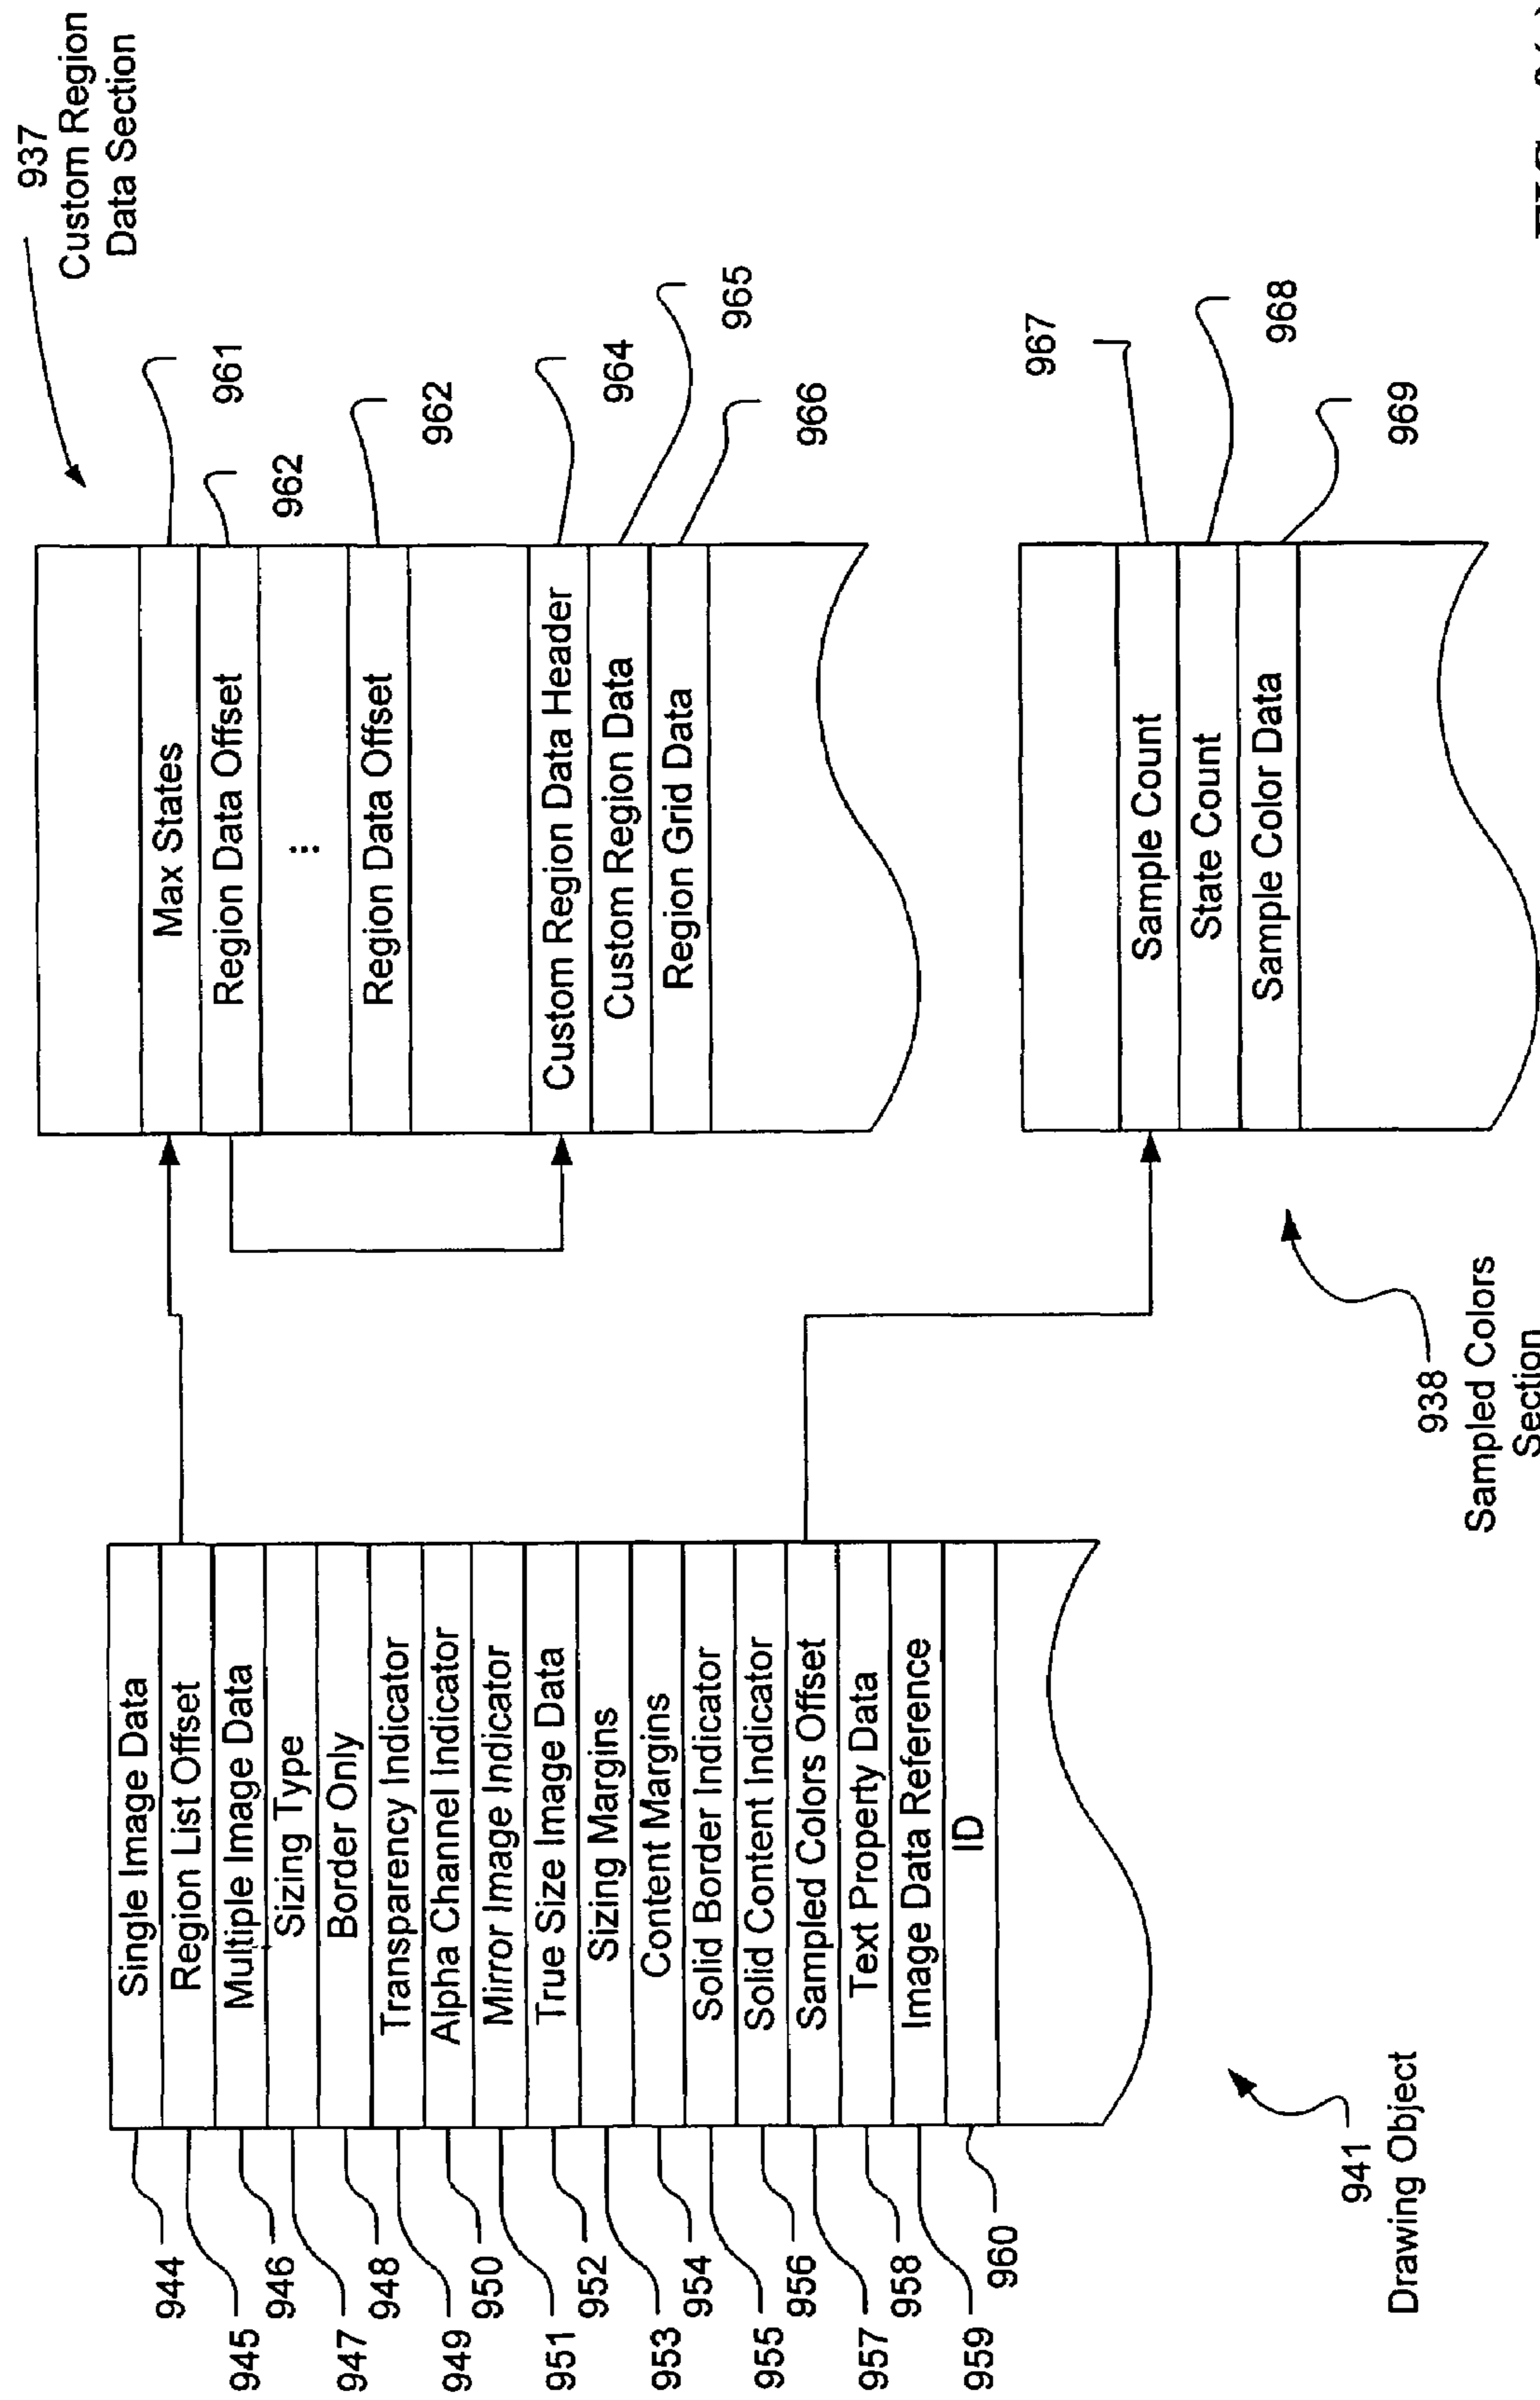 937
Custom Region
Data Section
Max States
961
Region Data Offset
962
...
Region Data Offset
962
Custom Region Data Header
964
Custom Region Data
965
Region Grid Data
966
Single Image Data
944
Region List Offset
945
Multiple Image Data
946
Sizing Type
947
Border Only
948
Transparency Indicator
949
Alpha Channel Indicator
950
Mirror Image Indicator
951
True Size Image Data
952
Sizing Margins
953
Content Margins
954
Solid Border Indicator
955
Solid Content Indicator
956
Sampled Colors Offset
957
Text Property Data
958
Image Data Reference
959
ID
960
941
Drawing Object
Sample Count
967
State Count
968
Sample Color Data
969
938
Sampled Colors
Section